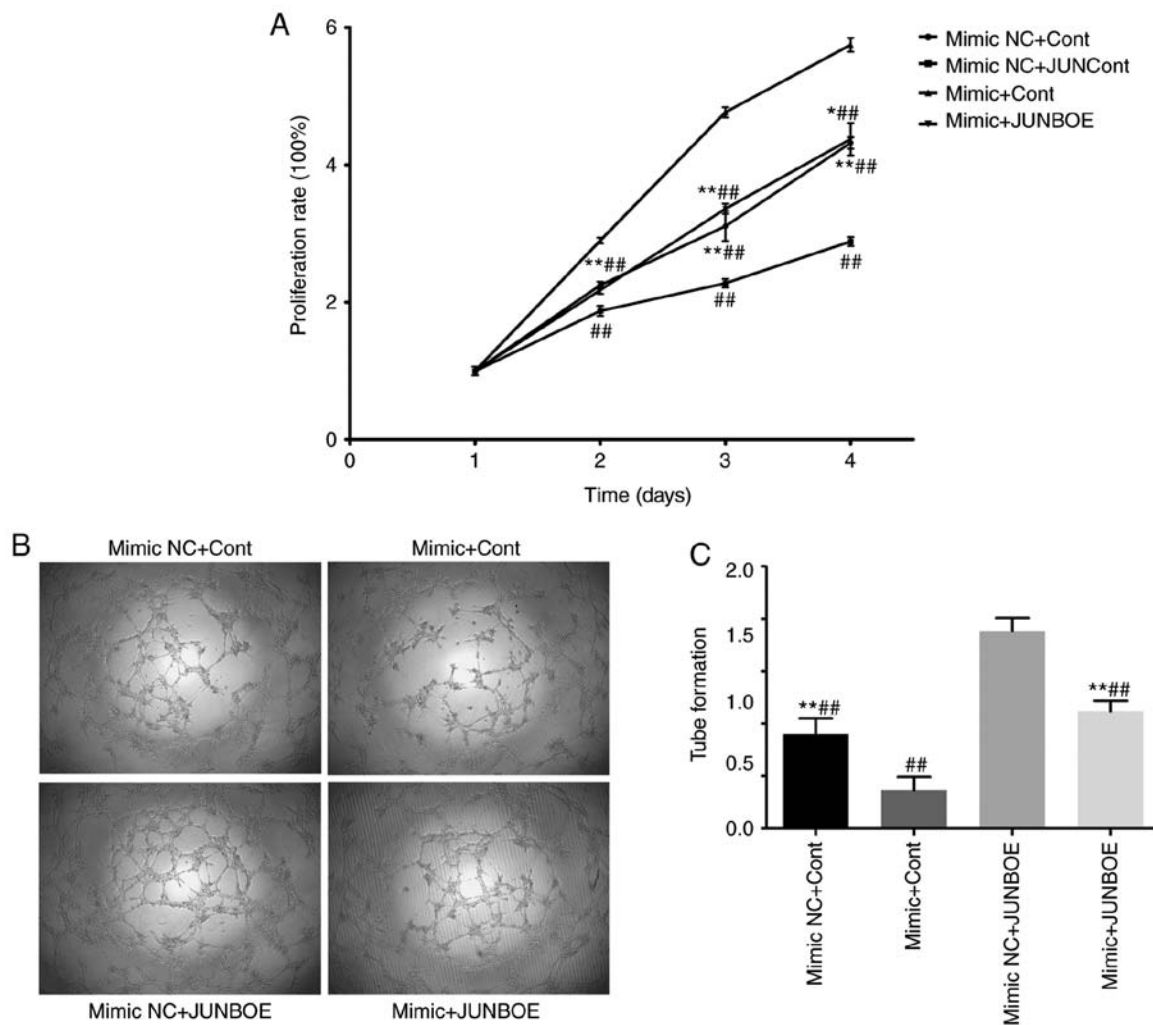 A
Proliferation rate (100%)
6
4
2
0
0
1
2
3
4
Time (days)
**##
##
**##
**##
##
*##
**##
##
Mimic NC+Cont
Mimic NC+JUNCont
Mimic+Cont
Mimic+JUNBOE
B
Mimic NC+Cont
Mimic+Cont
Mimic NC+JUNBOE
Mimic+JUNBOE
C
Tube formation
2.0
1.5
1.0
0.5
0.0
**##
##
**##
Mimic NC+Cont
Mimic+Cont
Mimic NC+JUNBOE
Mimic+JUNBOE